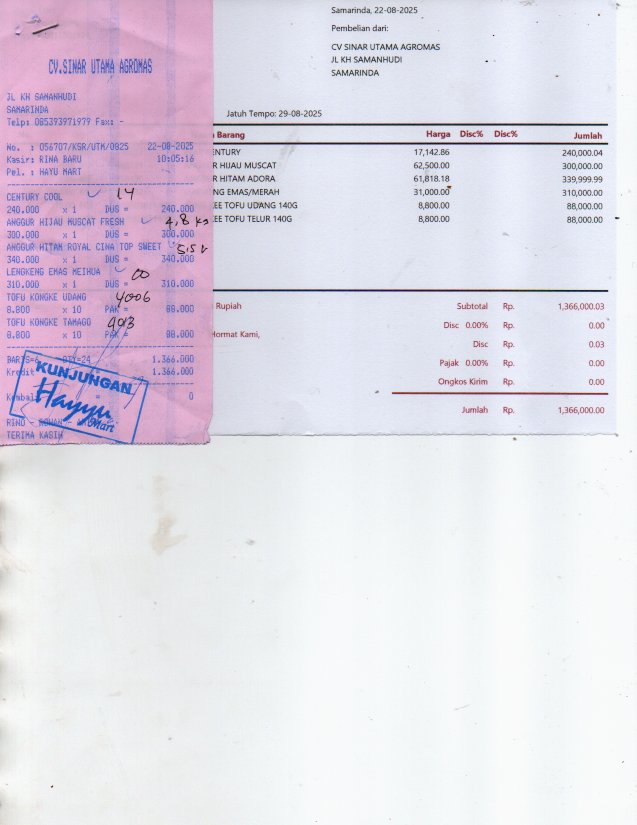 CV.SINAR UTAMA AGROMAS
JL KH SAMANHUDI
SAMARINDA
Telp: 085393971979 Fax: -
No. : 056707/KSR/UTM/0825 22-08-2025
Kasir: RINA BARU 10:05:16
Pel. : HAYU MART
CENTURY COOL 14
240.000 x 1 DUS = 240.000
ANGGUR HIJAU MUSCAT FRESH 4,8 kg
300.000 x 1 DUS = 300.000
ANGGUR HITAM ROYAL CINA TOP SWEET 5,5
340.000 x 1 DUS = 340.000
LENGKENG EMAS MEIHUA 00
310.000 x 1 DUS = 310.000
TOFU KONGKE UDANG 4006
8.800 x 10 PAK = 88.000
TOFU KONGKE TAMAGO 4013
8.800 x 10 PAK = 88.000
BARIS=6 QTY=24 1.366.000
Kredit 1.366.000
Kembali = 0
KUNJUNGAN
Hayyu
Mart
TERIMA KASIH
Samarinda, 22-08-2025
Pembelian dari:
CV SINAR UTAMA AGROMAS
JL KH SAMANHUDI
SAMARINDA
Jatuh Tempo: 29-08-2025
Barang Harga Disc% Disc% Jumlah
ENTURY 17,142.86 240,000.04
R HIJAU MUSCAT 62,500.00 300,000.00
R HITAM ADORA 61,818.18 339,999.99
NG EMAS/MERAH 31,000.00 310,000.00
EE TOFU UDANG 140G 8,800.00 88,000.00
EE TOFU TELUR 140G 8,800.00 88,000.00
Rupiah Subtotal Rp. 1,366,000.03
Disc 0.00% Rp. 0.00
Hormat Kami,
Disc Rp. 0.03
Pajak 0.00% Rp. 0.00
Ongkos Kirim Rp. 0.00
Jumlah Rp. 1,366,000.00